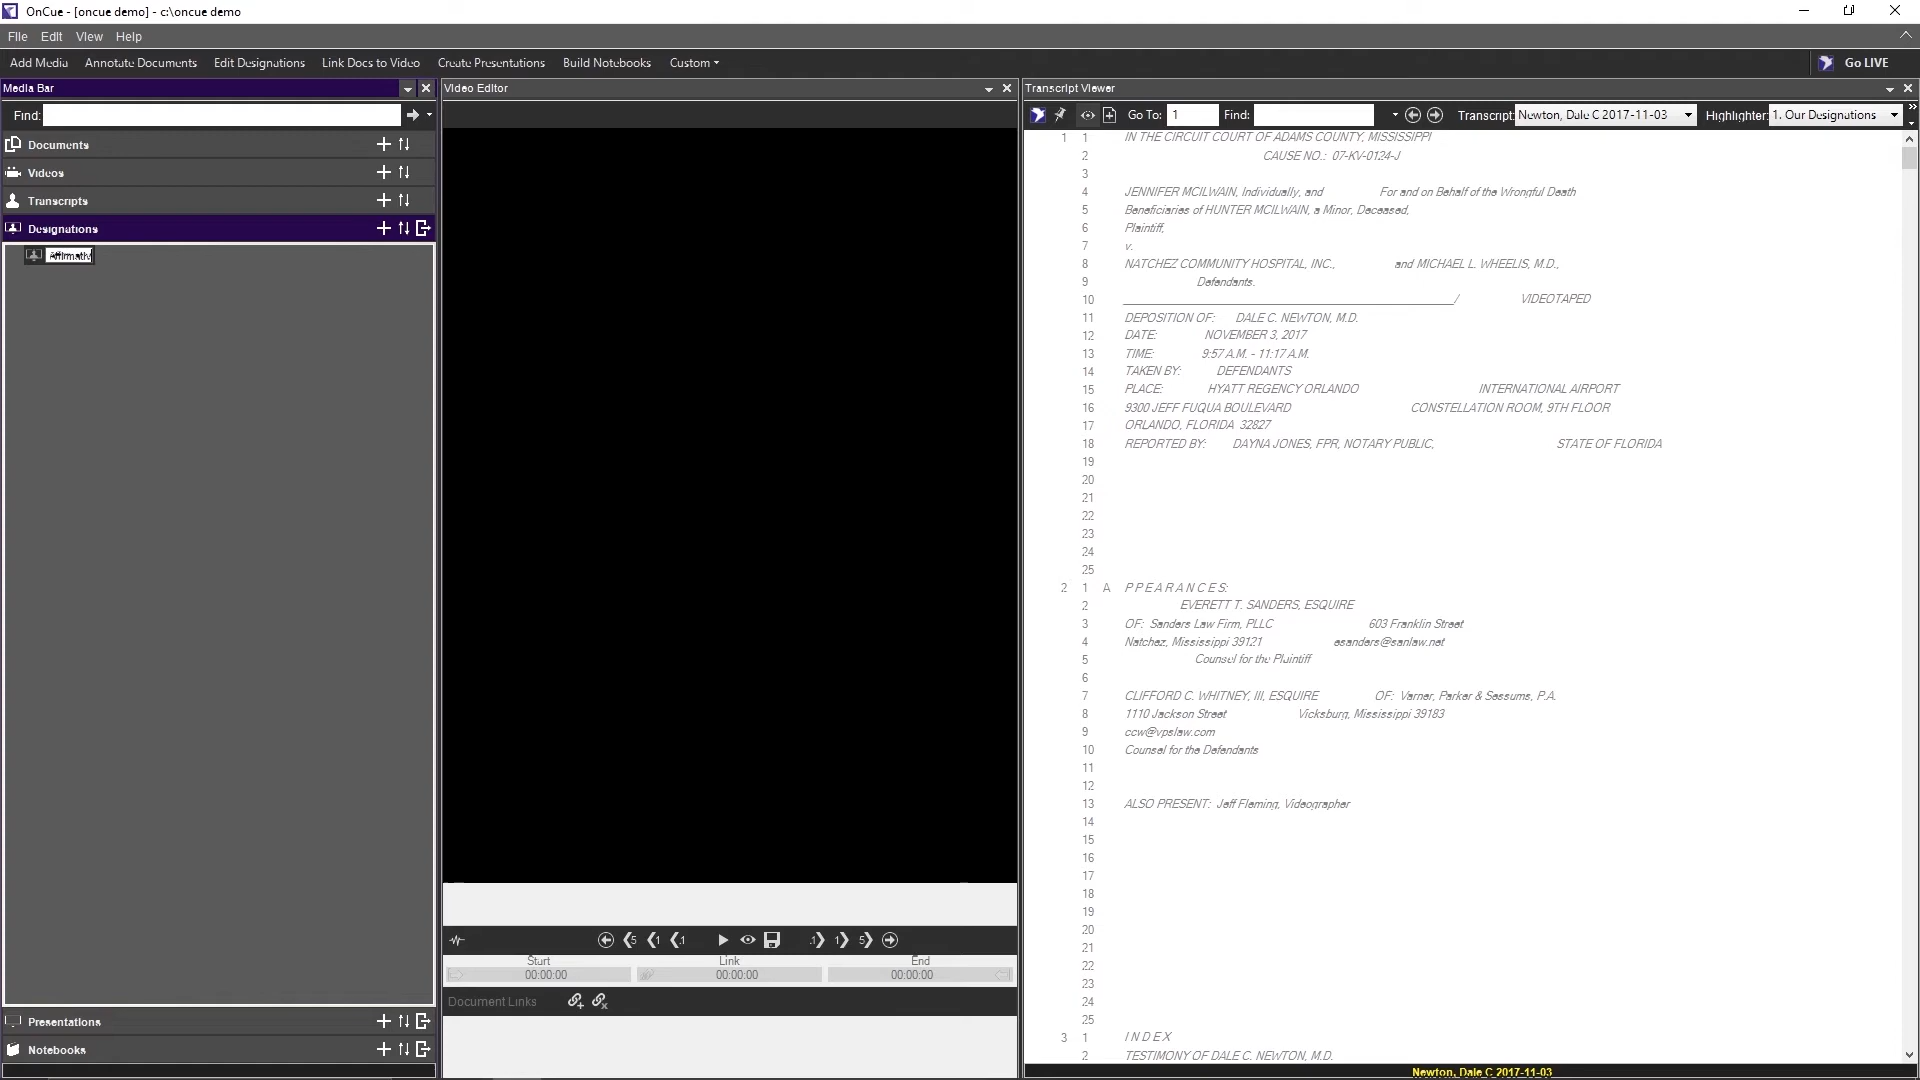 OnCue - [oncue demo] - c:\oncue demo
File Edit View Help
Add Media Annotate Documents Edit Designations Link Docs to Video Create Presentations Build Notebooks Custom Go LIVE
Media Bar
Find:
Documents
Videos
Transcripts
Designations
Affirmativ
Presentations
Notebooks
Video Editor
5 1 .1 .1 1 5
Start Link End
00:00:00 00:00:00 00:00:00
Document Links
Transcript Viewer
Go To: 1 Find: Transcript: Newton, Dale C 2017-11-03 Highlighter: 1. Our Designations
1 1 IN THE CIRCUIT COURT OF ADAMS COUNTY, MISSISSIPPI
2 CAUSE NO.: 07-KV-0124-J
3
4 JENNIFER MCILWAIN, Individually, and For and on Behalf of the Wrongful Death
5 Beneficiaries of HUNTER MCILWAIN, a Minor, Deceased,
6 Plaintiff,
7 v.
8 NATCHEZ COMMUNITY HOSPITAL, INC., and MICHAEL L. WHEELIS, M.D.,
9 Defendants.
10 ____________________________________________________/ VIDEOTAPED
11 DEPOSITION OF: DALE C. NEWTON, M.D.
12 DATE: NOVEMBER 3, 2017
13 TIME: 9:57 A.M. - 11:17 A.M.
14 TAKEN BY: DEFENDANTS
15 PLACE: HYATT REGENCY ORLANDO INTERNATIONAL AIRPORT
16 9300 JEFF FUQUA BOULEVARD CONSTELLATION ROOM, 9TH FLOOR
17 ORLANDO, FLORIDA 32827
18 REPORTED BY: DAYNA JONES, FPR, NOTARY PUBLIC, STATE OF FLORIDA
19
20
21
22
23
24
25
2 1 A P P E A R A N C E S:
2 EVERETT T. SANDERS, ESQUIRE
3 OF: Sanders Law Firm, PLLC 603 Franklin Street
4 Natchez, Mississippi 39121 esanders@sanlaw.net
5 Counsel for the Plaintiff
6
7 CLIFFORD C. WHITNEY, III, ESQUIRE OF: Varner, Parker & Sessums, P.A.
8 1110 Jackson Street Vicksburg, Mississippi 39183
9 ccw@vpslaw.com
10 Counsel for the Defendants
11
12
13 ALSO PRESENT: Jeff Fleming, Videographer
14
15
16
17
18
19
20
21
22
23
24
25
3 1 I N D E X
2 TESTIMONY OF DALE C. NEWTON, M.D.
Newton, Dale C 2017-11-03